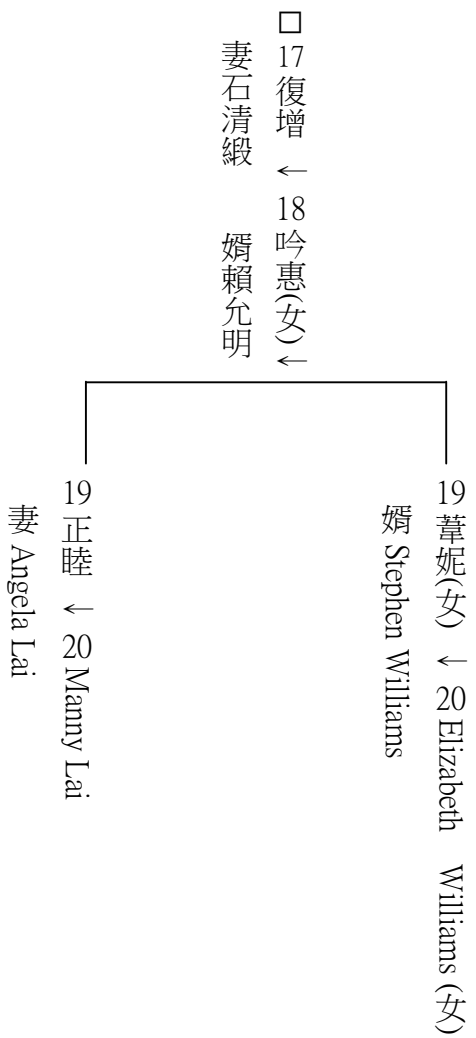 □ 17 復增 ← 18 吟惠(女)←
妻石清緞 婿賴允明
19 葦妮(女) ← 20 Elizabeth Williams (女)
婿 Stephen Williams
19 正睦 ← 20 Manny Lai
妻 Angela Lai